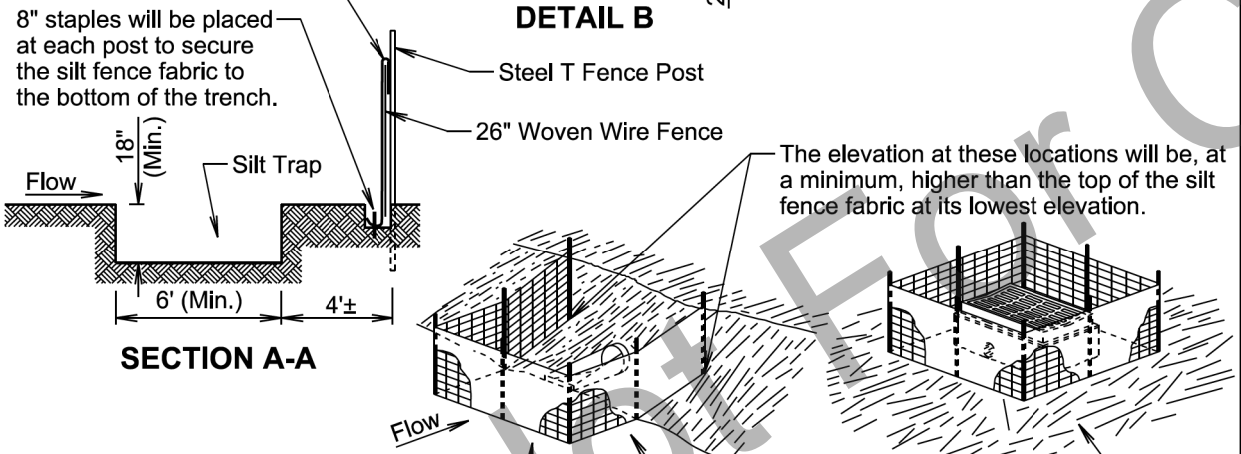 DETAIL B
8" staples will be placed
at each post to secure
the silt fence fabric to
the bottom of the trench.
Steel T Fence Post
26" Woven Wire Fence
18"
(Min.)
Silt Trap
Flow
The elevation at these locations will be, at
a minimum, higher than the top of the silt
fence fabric at its lowest elevation.
6' (Min.)
4'±
SECTION A-A
Flow